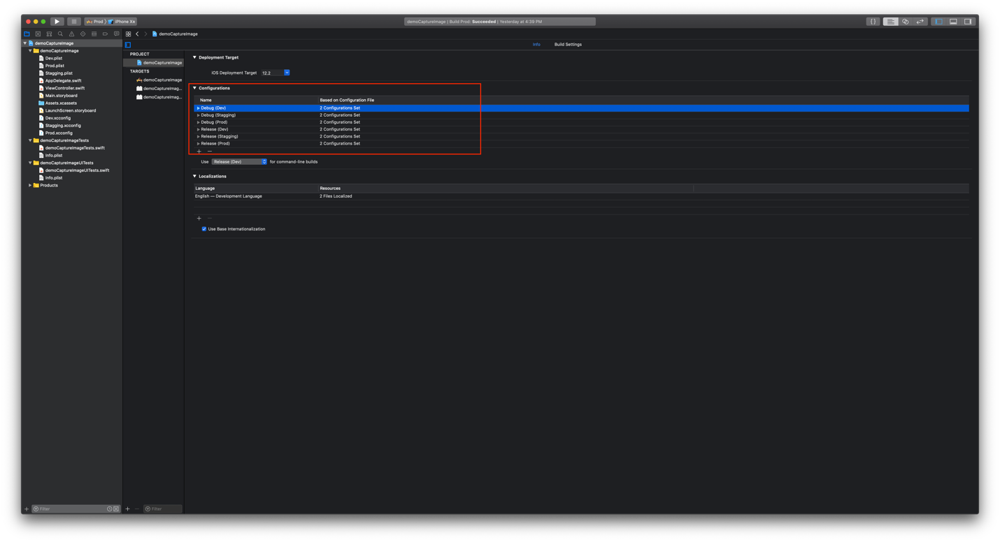 Prod
iPhone Xʀ
demoCaptureImage | Build Prod: Succeeded | Yesterday at 4:39 PM
{ }
demoCaptureImage
demoCaptureImage
Dev.plist
Prod.plist
Stagging.plist
AppDelegate.swift
ViewController.swift
Main.storyboard
Assets.xcassets
LaunchScreen.storyboard
Dev.xcconfig
Stagging.xcconfig
Prod.xcconfig
demoCaptureImageTests
demoCaptureImageTests.swift
Info.plist
demoCaptureImageUITests
demoCaptureImageUITests.swift
Info.plist
Products
Filter
demoCaptureImage
PROJECT
demoCaptureImage
TARGETS
demoCaptureImage
demoCaptureImag...
demoCaptureImag...
Filter
Info Build Settings
Deployment Target
iOS Deployment Target 12.2
Configurations
Name Based on Configuration File
Debug (Dev) 2 Configurations Set
Debug (Stagging) 2 Configurations Set
Debug (Prod) 2 Configurations Set
Release (Dev) 2 Configurations Set
Release (Stagging) 2 Configurations Set
Release (Prod) 2 Configurations Set
Use Release (Dev) for command-line builds
Localizations
Language Resources
English — Development Language 2 Files Localized
Use Base Internationalization